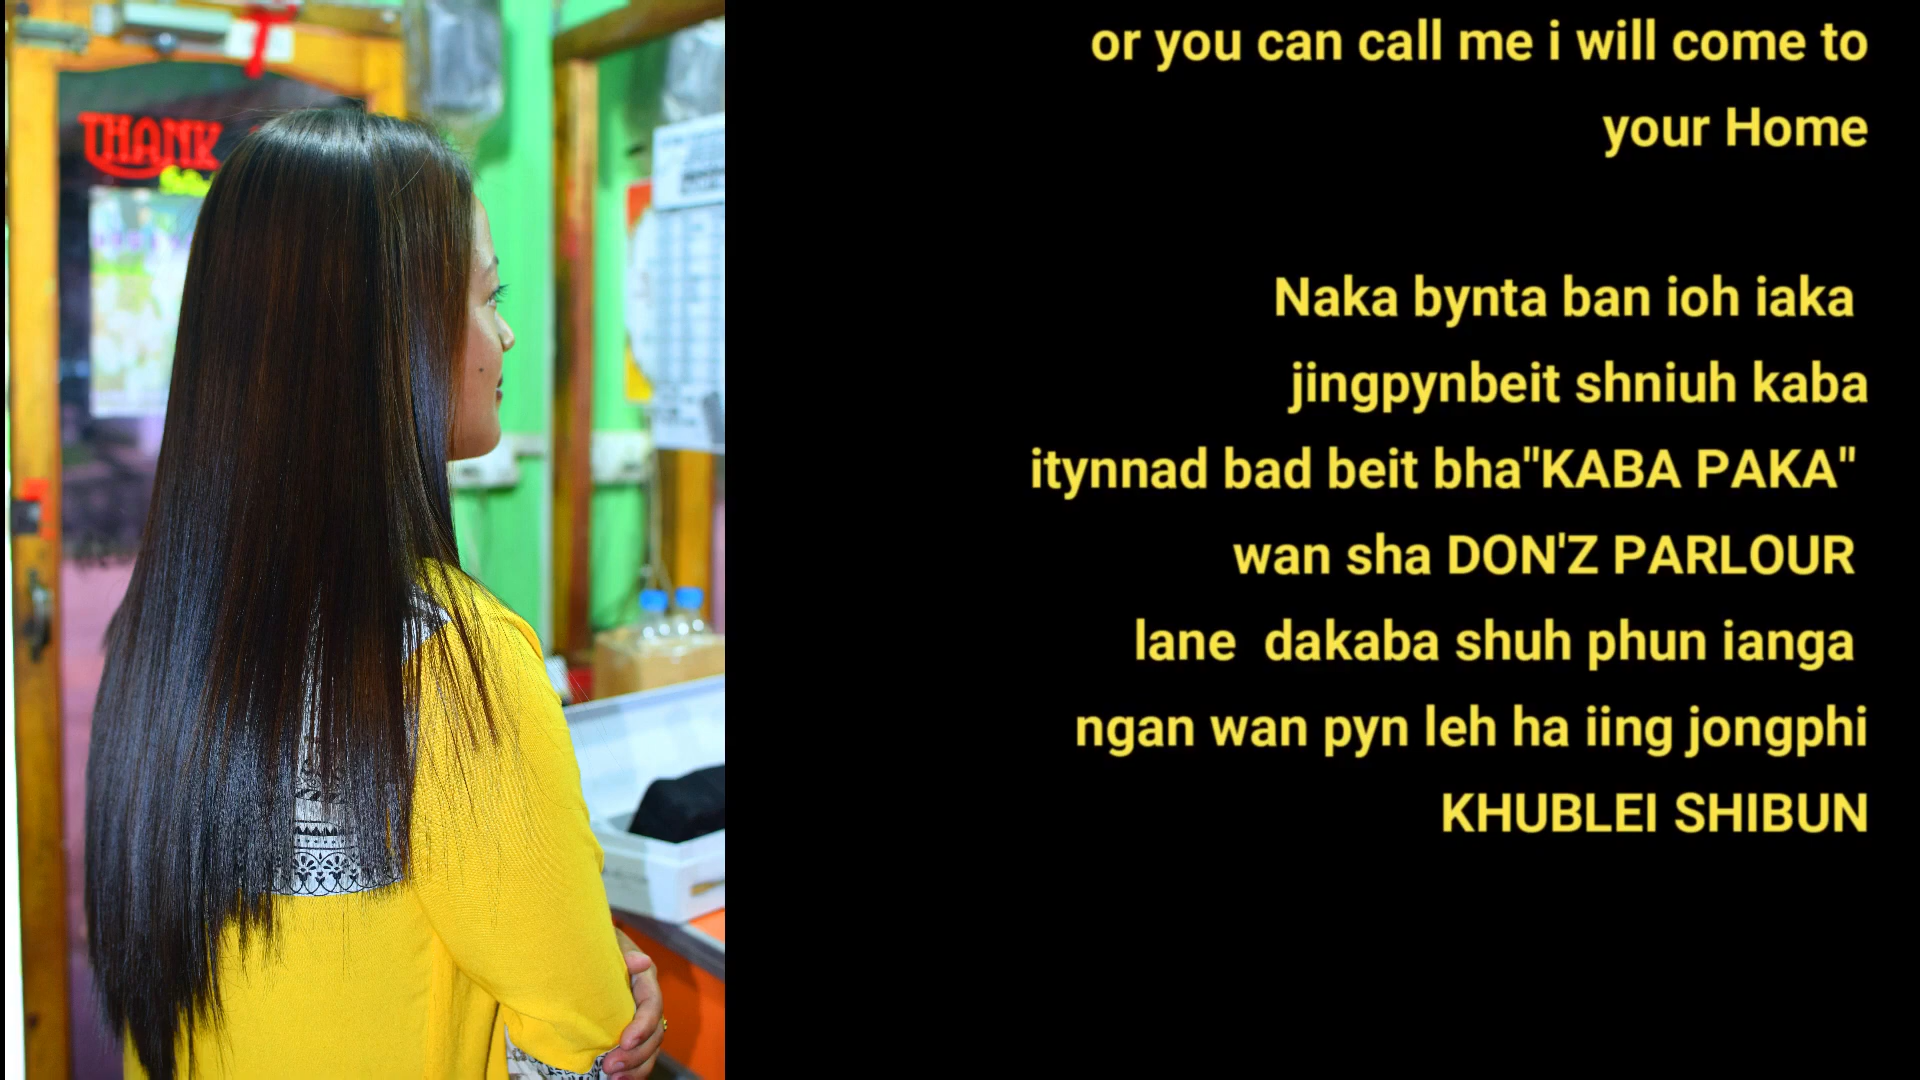 THANK
or you can call me i will come to
your Home
Naka bynta ban ioh iaka
jingpynbeit shniuh kaba
itynnad bad beit bha"KABA PAKA"
wan sha DON'Z PARLOUR
lane dakaba shuh phun ianga
ngan wan pyn leh ha iing jongphi
KHUBLEI SHIBUN